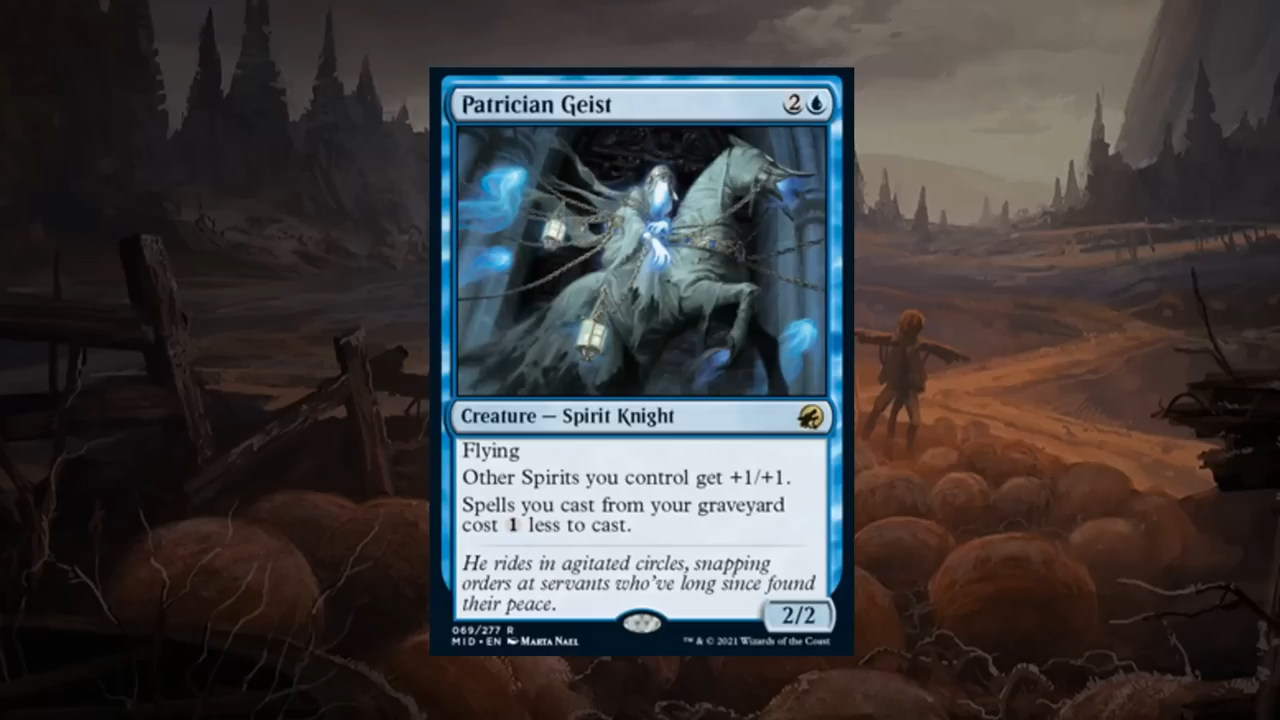 Patrician Geist 2
Creature — Spirit Knight
Flying
Other Spirits you control get +1/+1.
Spells you cast from your graveyard
cost 1 less to cast.
He rides in agitated circles, snapping
orders at servants who've long since found
their peace.
2/2
069/277 R
MID • EN Marta Nael
™ & © 2021 Wizards of the Coast